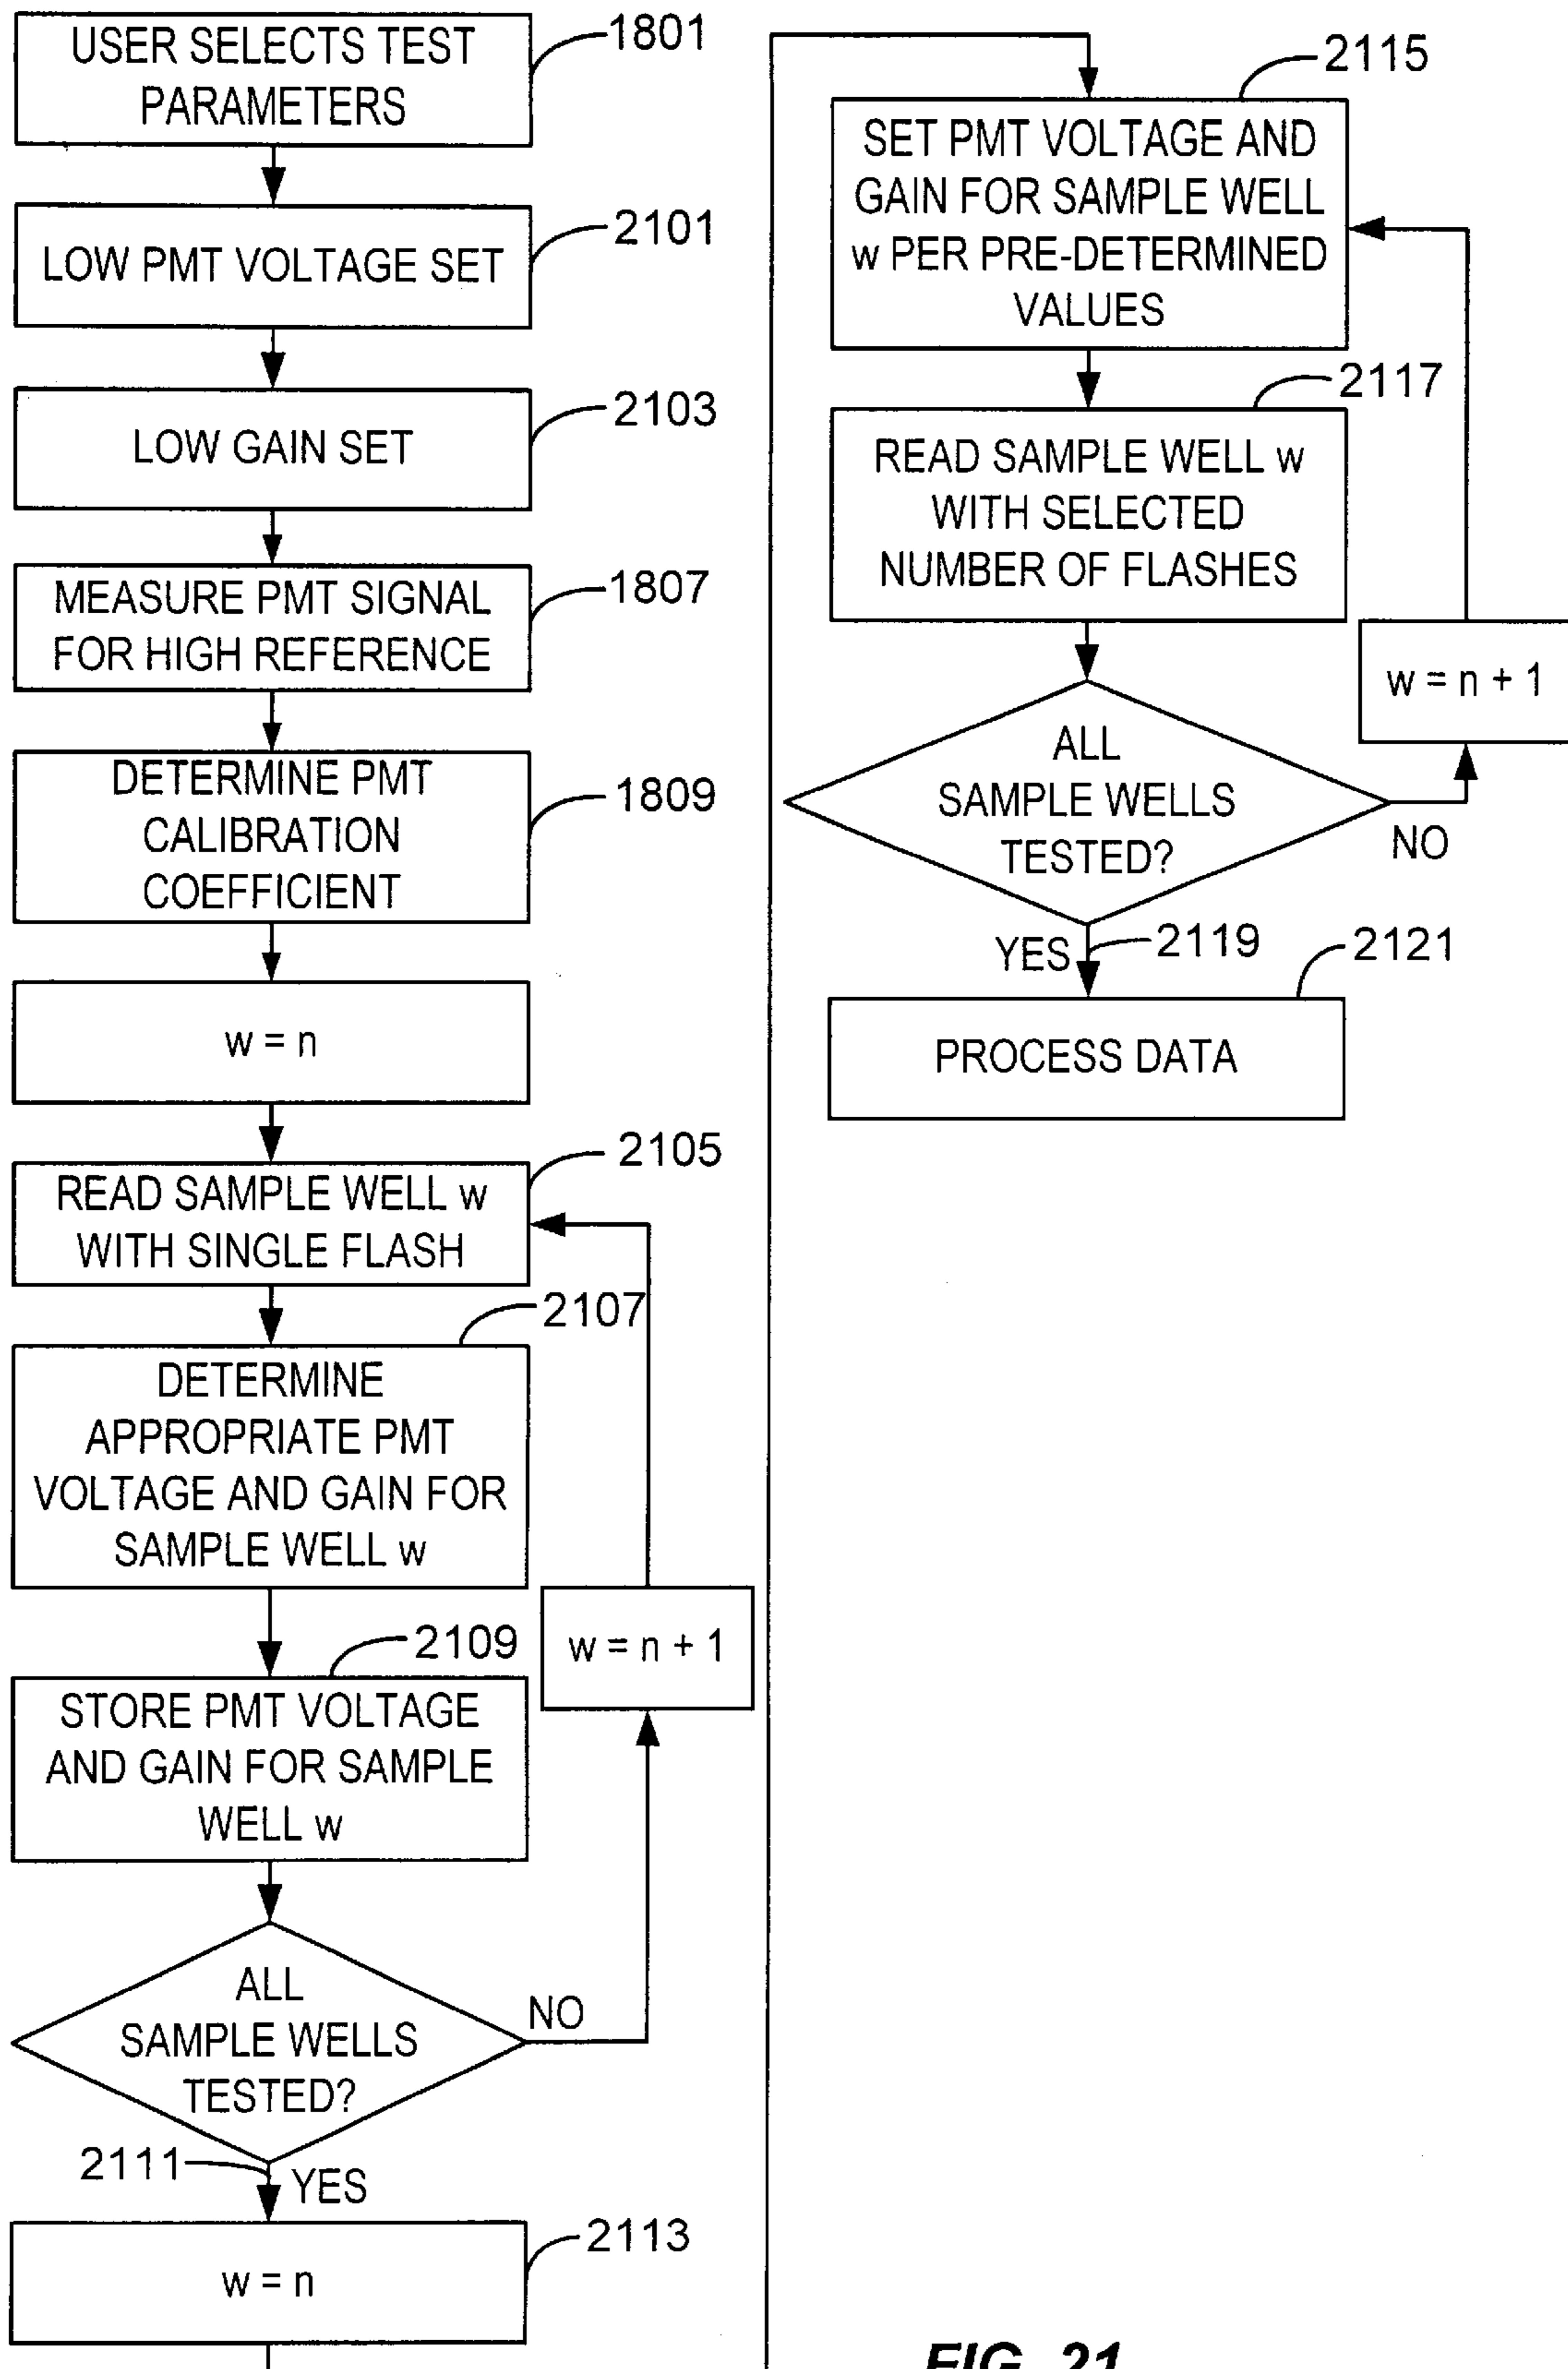 USER SELECTS TEST
PARAMETERS
1801
LOW PMT VOLTAGE SET
2101
LOW GAIN SET
2103
MEASURE PMT SIGNAL
FOR HIGH REFERENCE
1807
DETERMINE PMT
CALIBRATION
COEFFICIENT
1809
w = n
READ SAMPLE WELL w
WITH SINGLE FLASH
2105
2107
DETERMINE
APPROPRIATE PMT
VOLTAGE AND GAIN FOR
SAMPLE WELL w
w = n + 1
2109
STORE PMT VOLTAGE
AND GAIN FOR SAMPLE
WELL w
ALL
SAMPLE WELLS
TESTED?
NO
2111
YES
w = n
2113
2115
SET PMT VOLTAGE AND
GAIN FOR SAMPLE WELL
w PER PRE-DETERMINED
VALUES
2117
READ SAMPLE WELL w
WITH SELECTED
NUMBER OF FLASHES
w = n + 1
ALL
SAMPLE WELLS
TESTED?
NO
YES
2119
2121
PROCESS DATA
FIG. 21